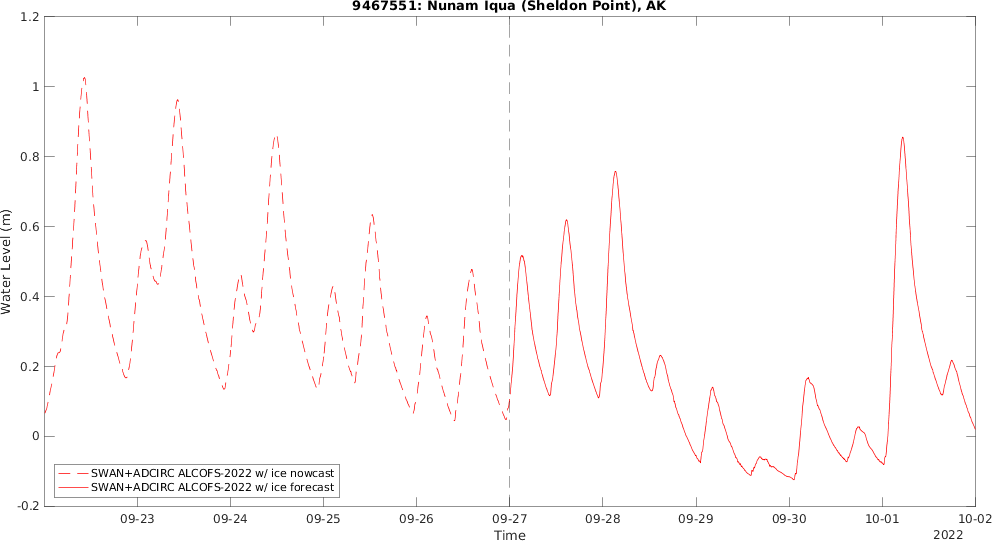 9467551: Nunam Iqua (Sheldon Point), AK
1.2
1
0.8
0.6
0.4
0.2
0
-0.2
Water Level (m)
SWAN+ADCIRC ALCOFS-2022 w/ ice nowcast
SWAN+ADCIRC ALCOFS-2022 w/ ice forecast
09-23 09-24 09-25 09-26 09-27 09-28 09-29 09-30 10-01 10-02
Time
2022